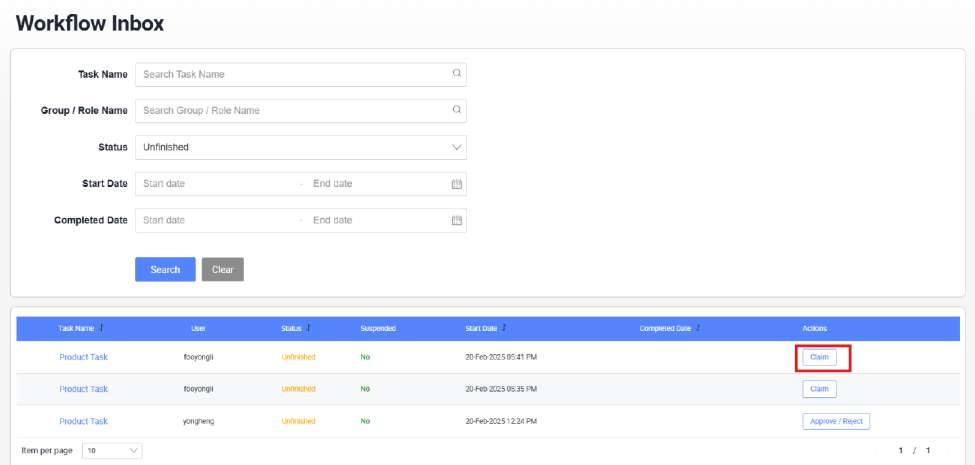 Workflow Inbox
Task Name Search Task Name
Group / Role Name Search Group / Role Name
Status Unfinished
Start Date Start date - End date
Completed Date Start date - End date
Search Clear
Task Name User Status Suspended Start Date Completed Date Actions
Product Task fooyongli Unfinished No 20-Feb-2025 05:41 PM Claim
Product Task fooyongli Unfinished No 20-Feb-2025 05:35 PM Claim
Product Task yongheng Unfinished No 20-Feb-2025 12:24 PM Approve / Reject
Item per page 10 1 / 1